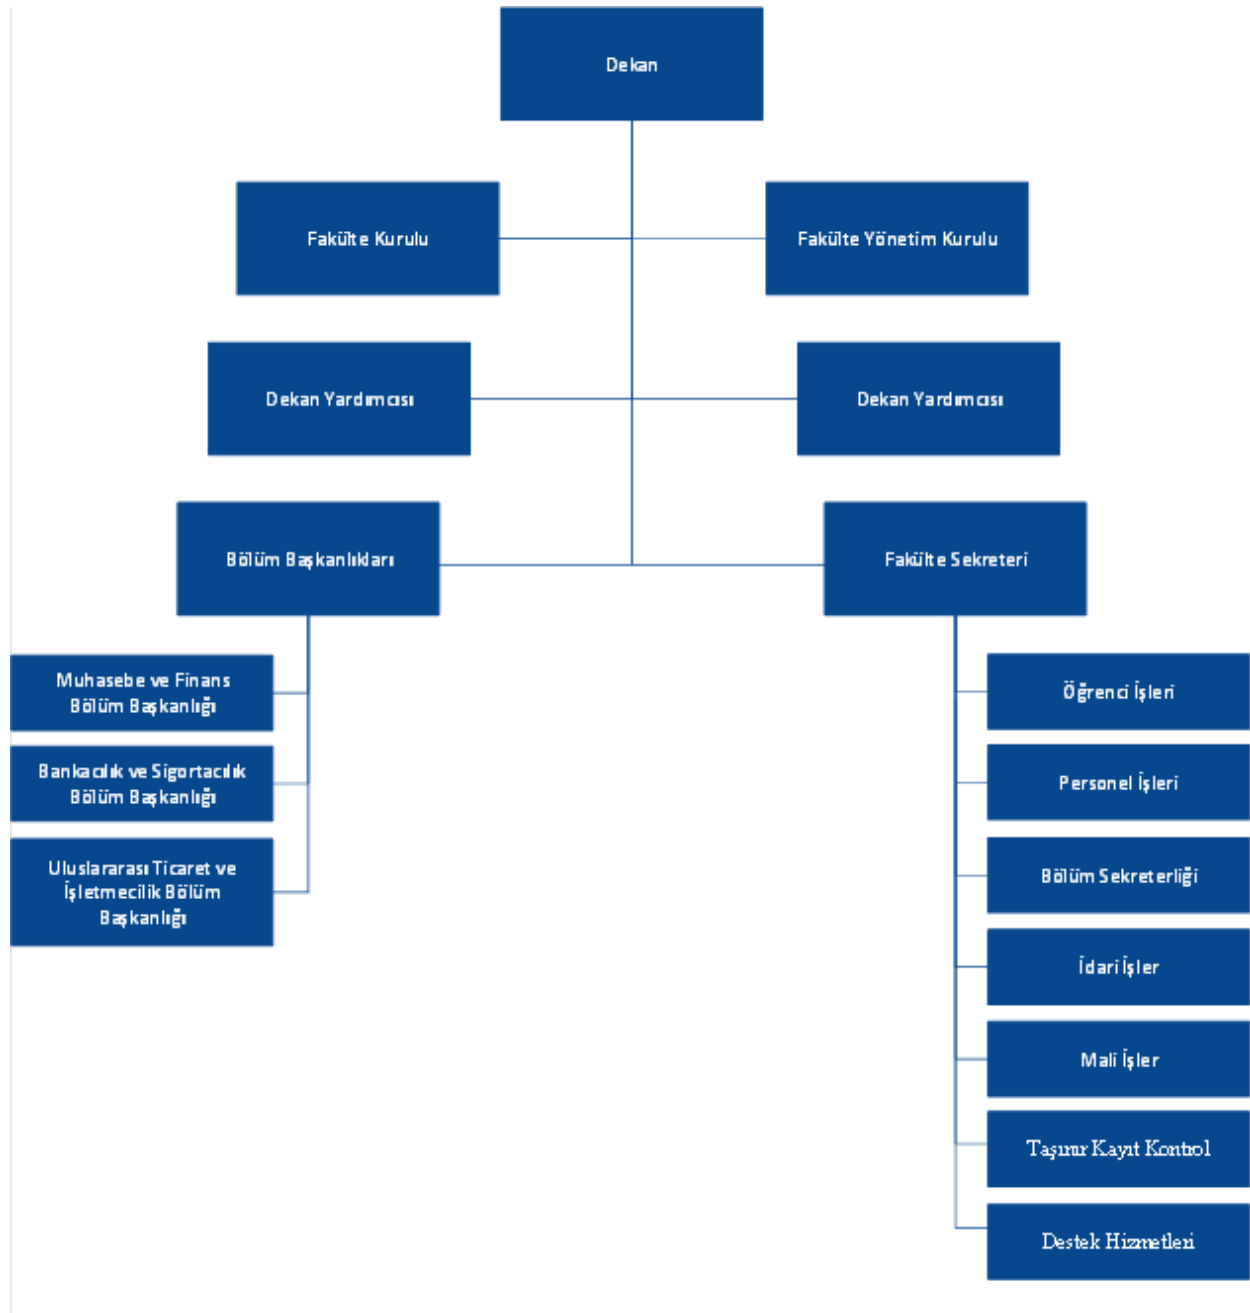 Dekan
Fakülte Kurulu
Fakülte Yönetim Kurulu
Dekan Yardımcısı
Dekan Yardımcısı
Bölüm Başkanlıkları
Fakülte Sekreteri
Muhasebe ve Finans
Bölüm Başkanlığı
Bankacılık ve Sigortacılık
Bölüm Başkanlığı
Uluslararası Ticaret ve
İşletmecilik Bölüm
Başkanlığı
Öğrenci İşleri
Personel İşleri
Bölüm Sekreterliği
İdari İşler
Mali İşler
Taşınır Kayıt Kontrol
Destek Hizmetleri